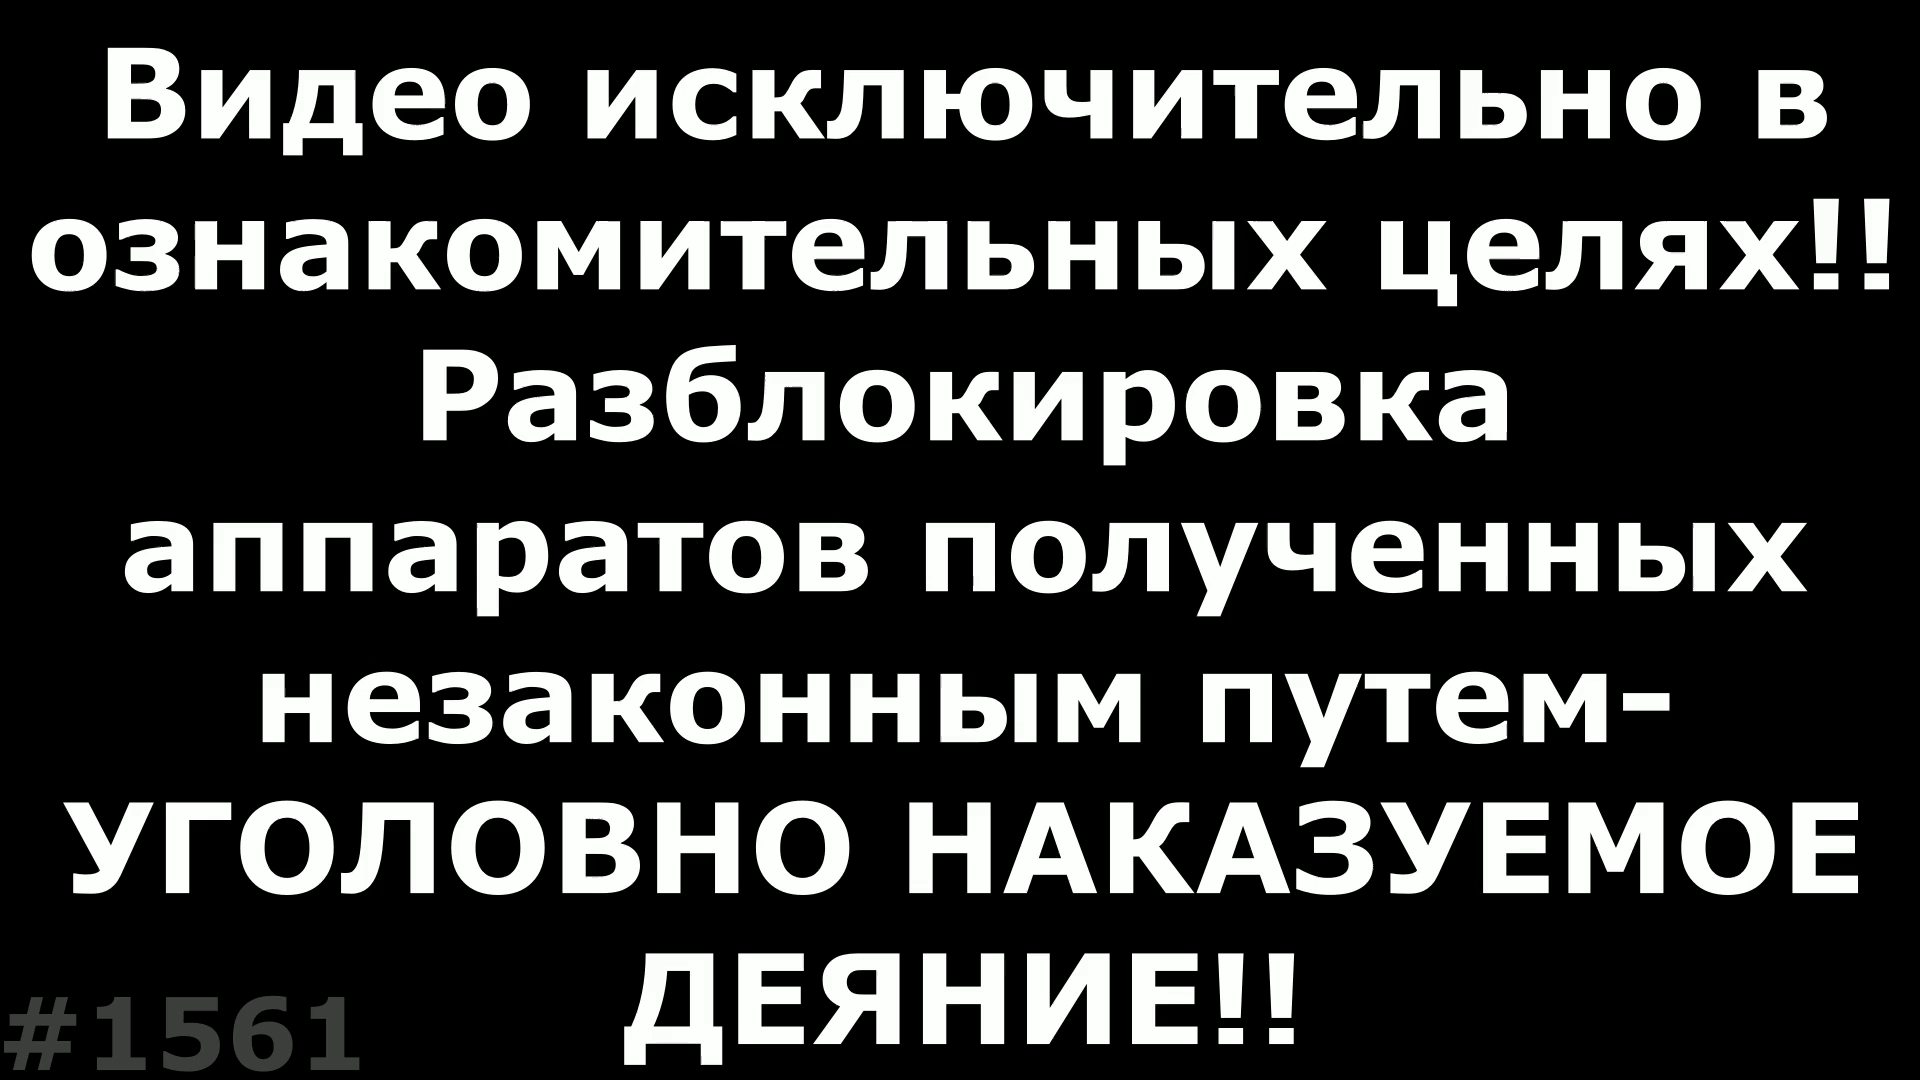 Видео исключительно в
ознакомительных целях!!
Разблокировка
аппаратов полученных
незаконным путем-
УГОЛОВНО НАКАЗУЕМОЕ
ДЕЯНИЕ!!
#1561